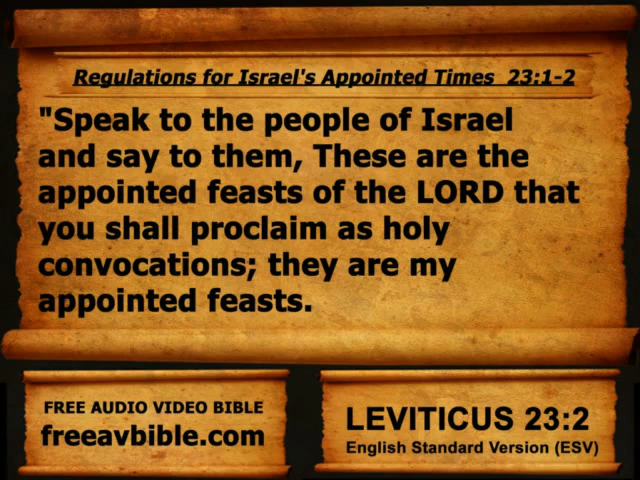 Regulations for Israel's Appointed Times  23:1-2
"Speak to the people of Israel
and say to them, These are the
appointed feasts of the LORD that
you shall proclaim as holy
convocations; they are my
appointed feasts.
FREE AUDIO VIDEO BIBLE
freeavbible.com
LEVITICUS 23:2
English Standard Version (ESV)